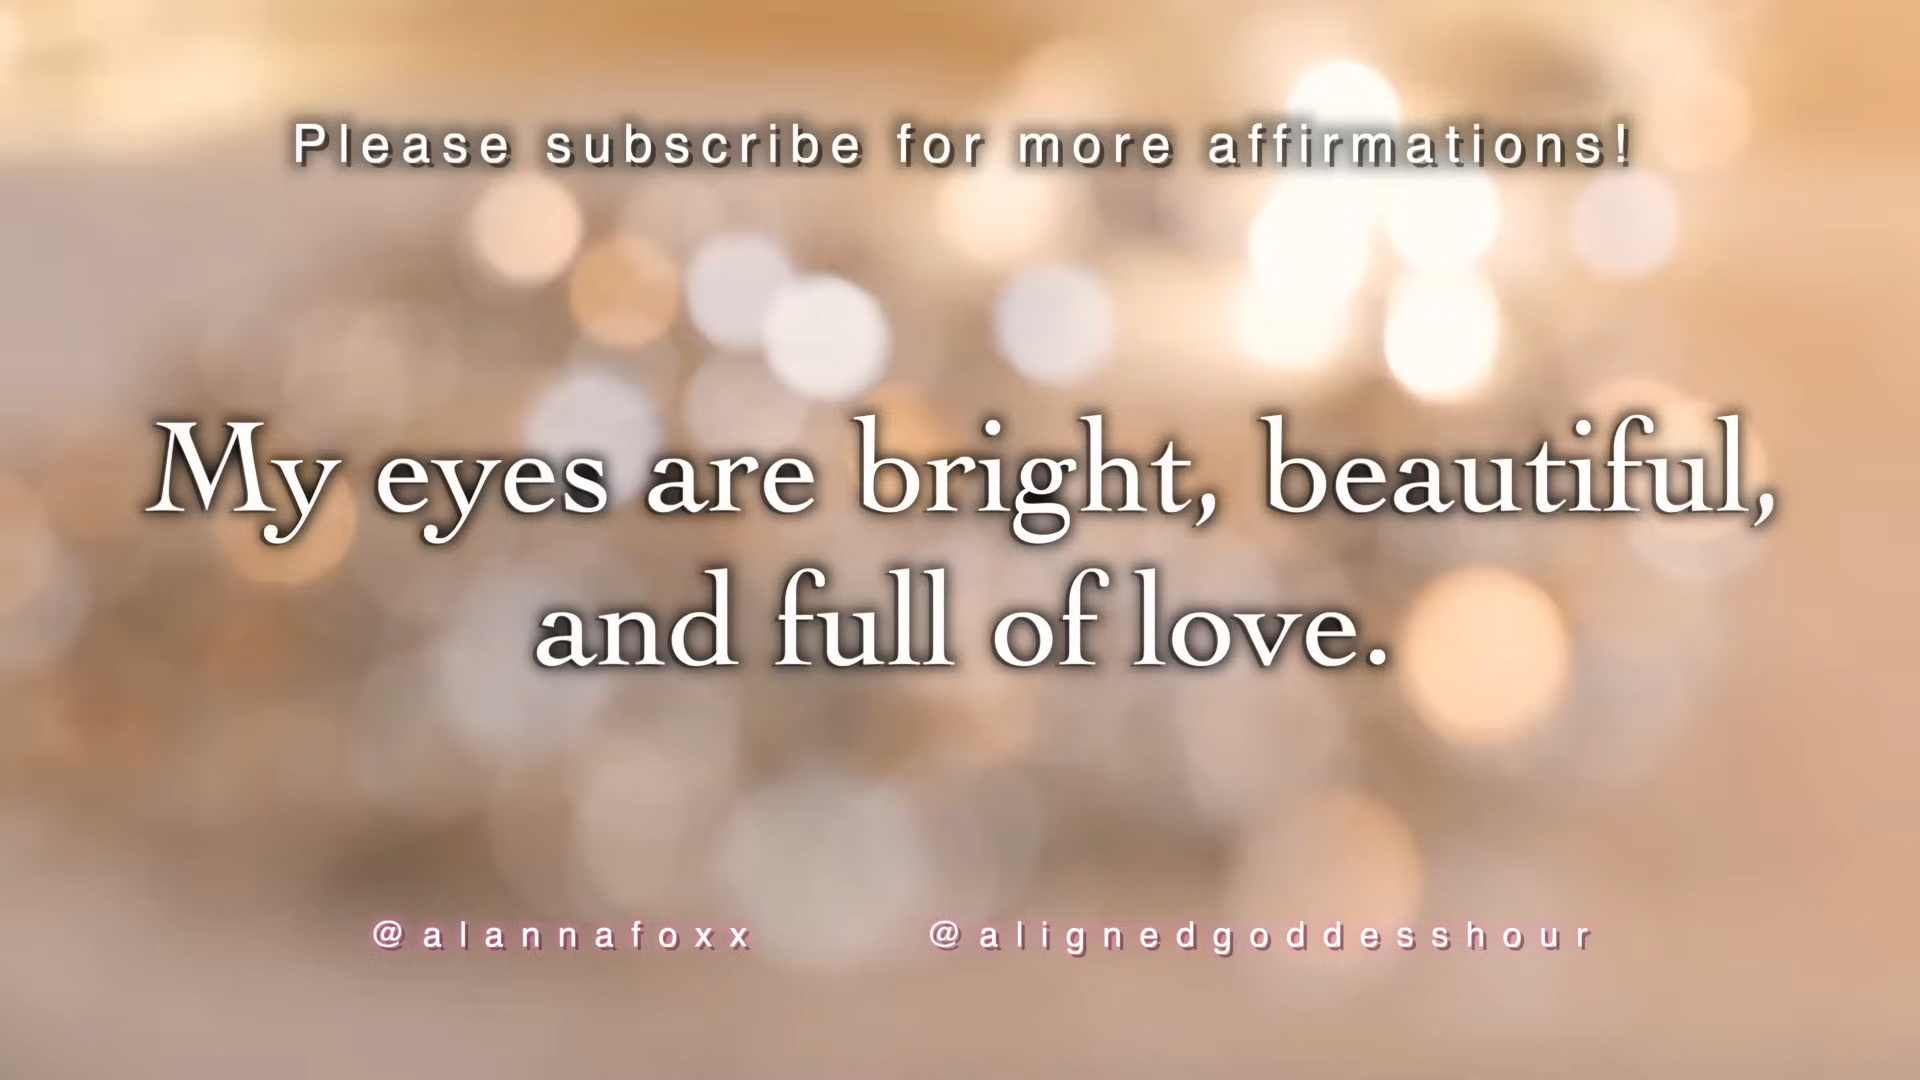 Please subscribe for more affirmations!
My eyes are bright, beautiful,
and full of love.
@alannafoxx @alignedgoddesshour